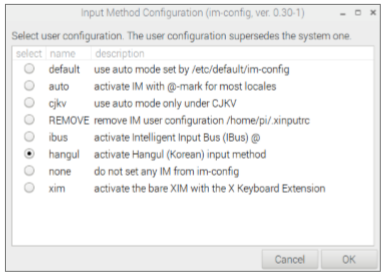 Input Method Configuration (im-config, ver. 0.30-1)
Select user configuration. The user configuration supersedes the system one.
select name description
default use auto mode set by /etc/default/im-config
auto activate IM with @-mark for most locales
cjkv use auto mode only under CJKV
REMOVE remove IM user configuration /home/pi/.xinputrc
ibus activate Intelligent Input Bus (IBus) @
hangul activate Hangul (Korean) input method
none do not set any IM from im-config
xim activate the bare XIM with the X Keyboard Extension
Cancel OK